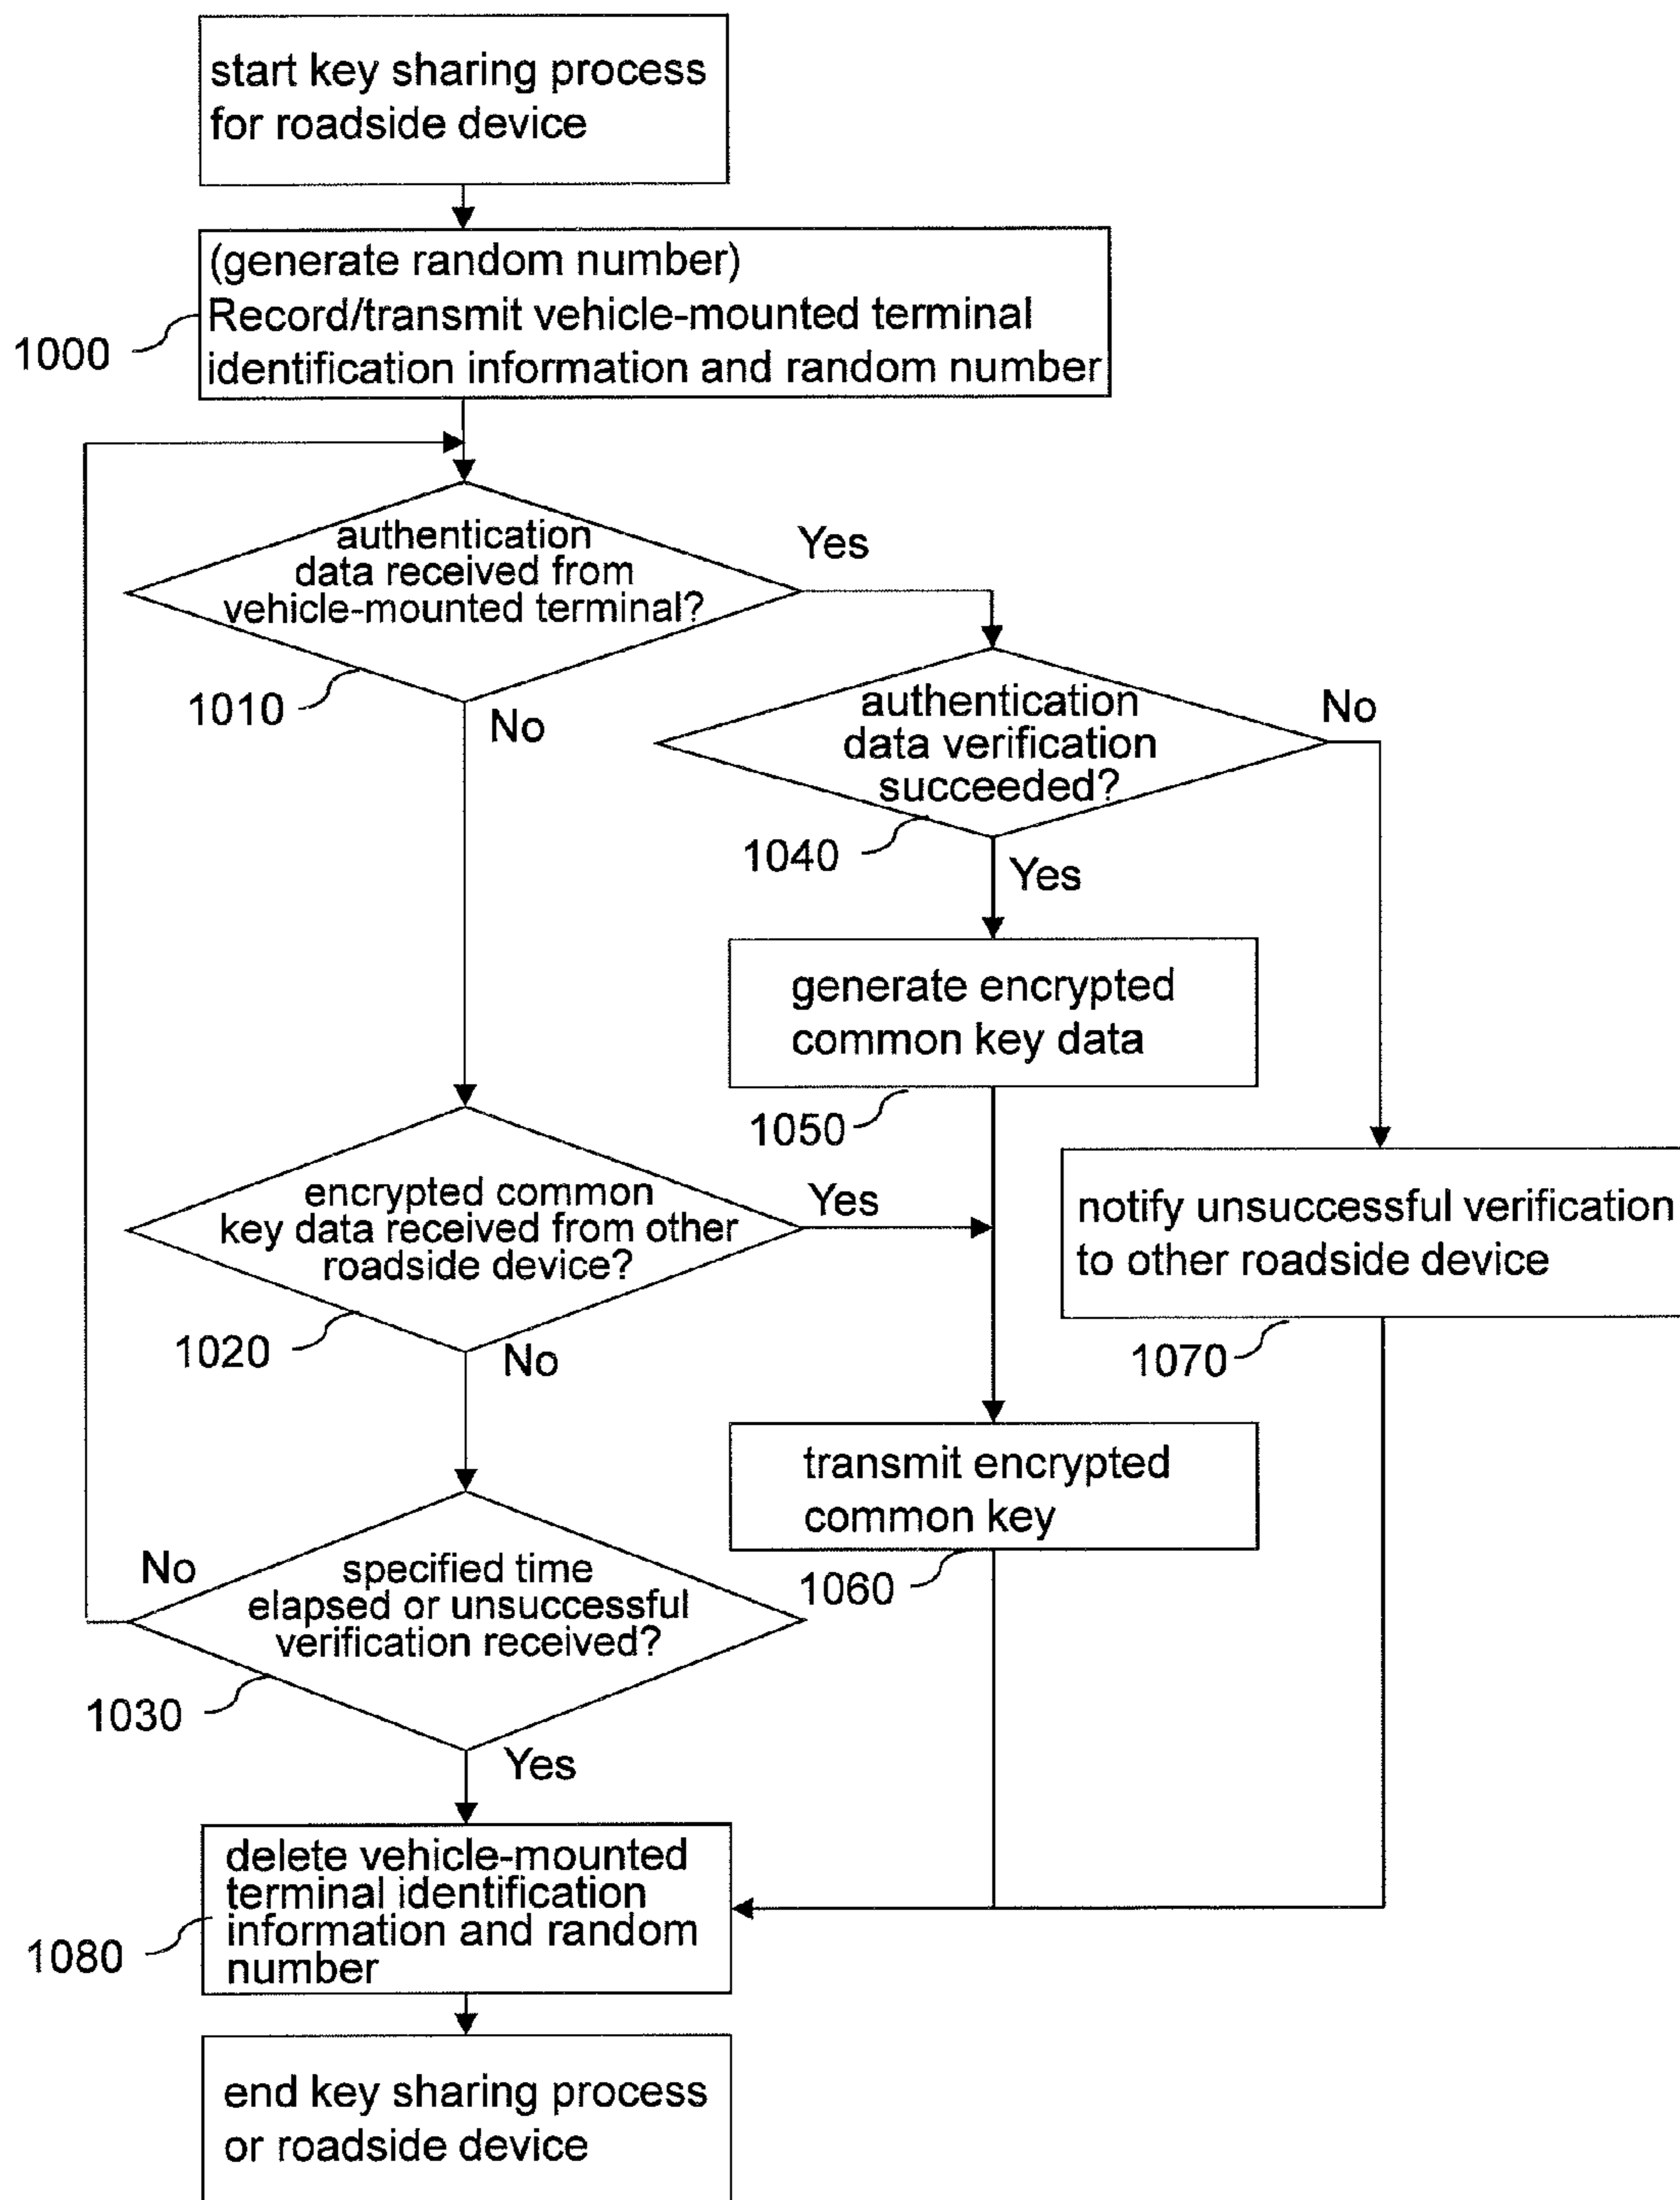 start key sharing process
for roadside device
(generate random number)
Record/transmit vehicle-mounted terminal
identification information and random number
1000
authentication
data received from
vehicle-mounted terminal?
Yes
1010
No
authentication
data verification
succeeded?
No
1040
Yes
generate encrypted
common key data
1050
encrypted common
key data received from other
roadside device?
Yes
1020
No
notify unsuccessful verification
to other roadside device
1070
transmit encrypted
common key
1060
No
specified time
elapsed or unsuccessful
verification received?
1030
Yes
delete vehicle-mounted
terminal identification
information and random
number
1080
end key sharing process
or roadside device